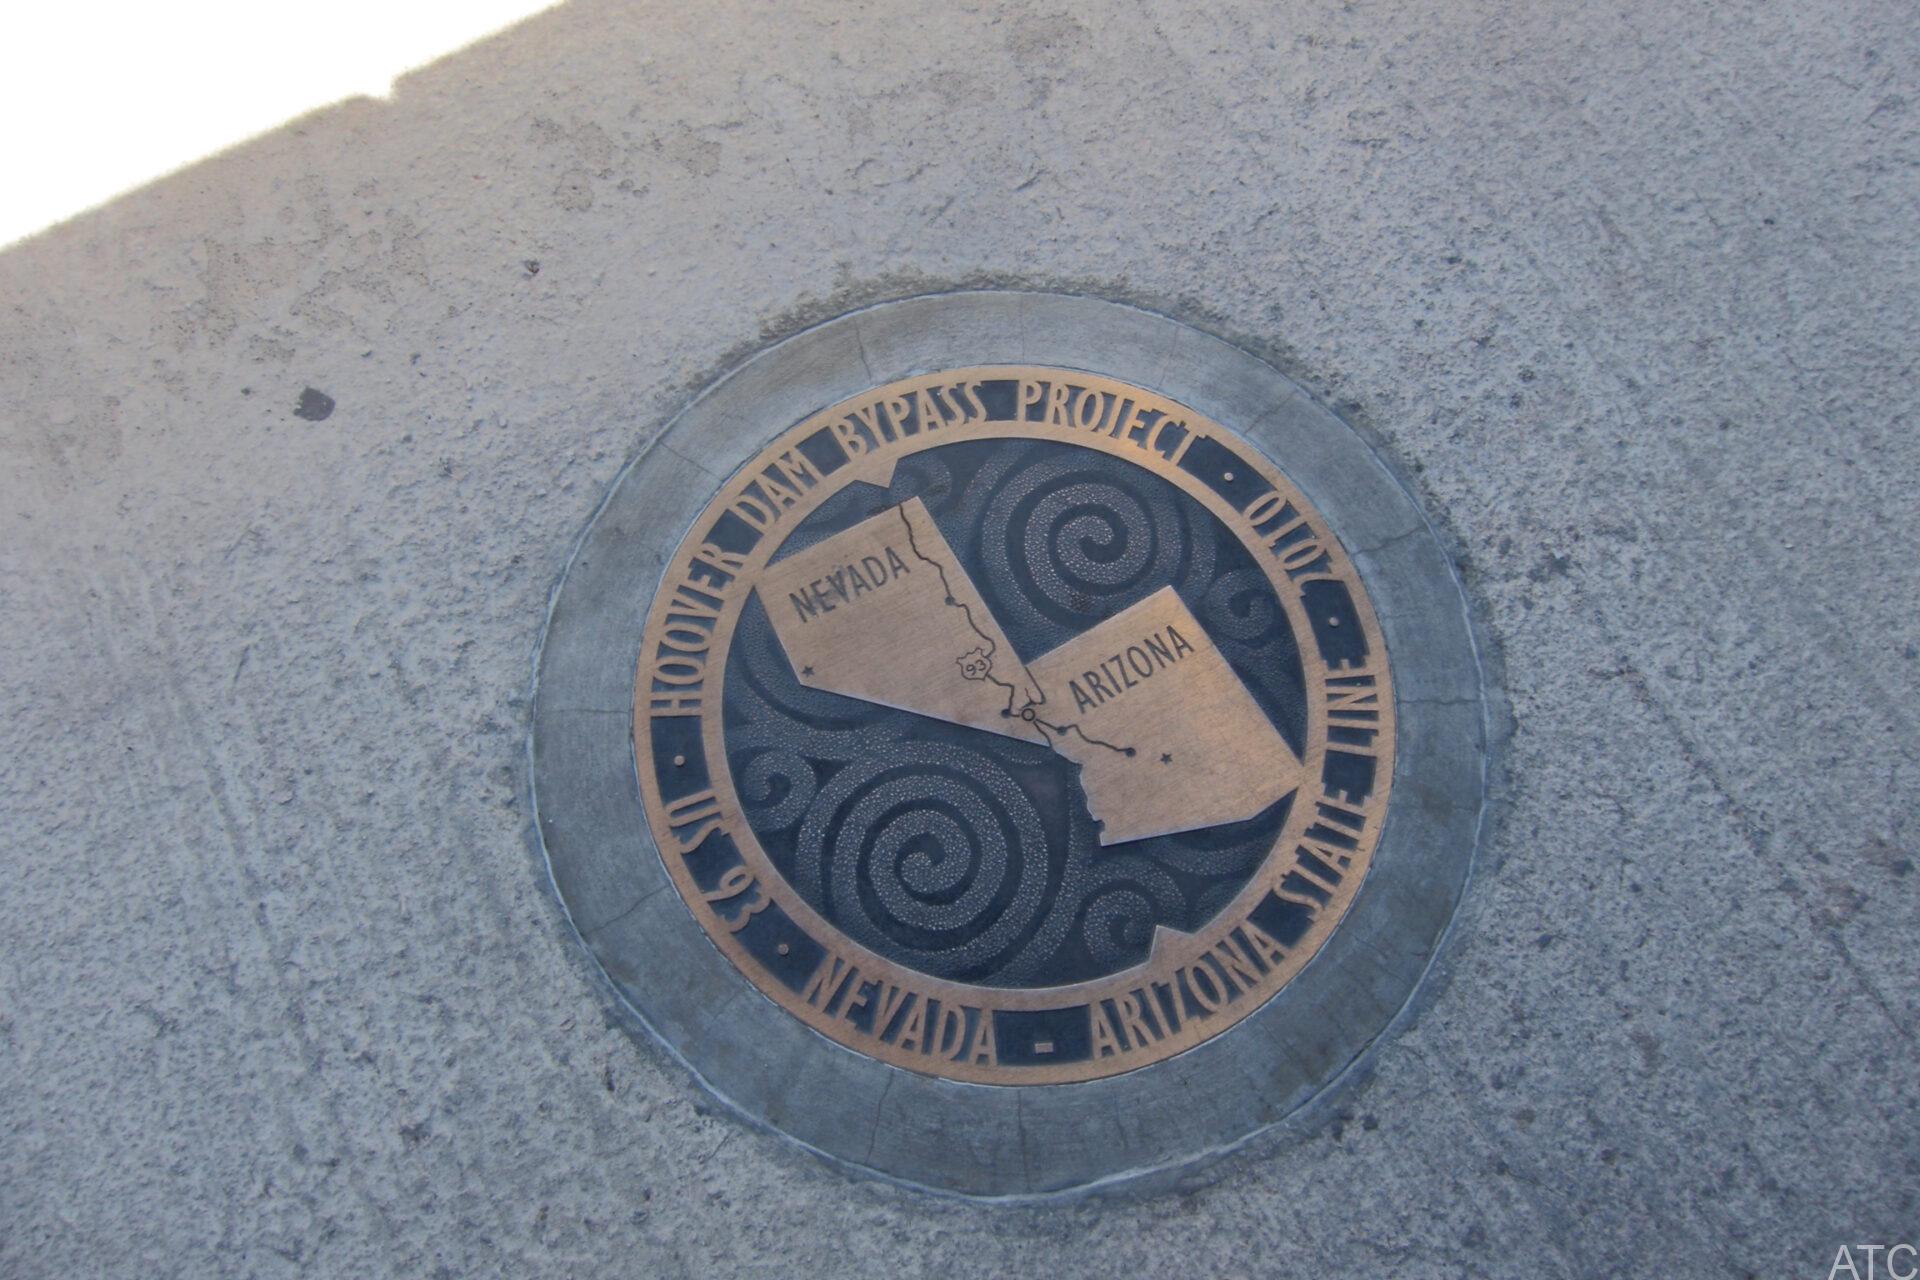 HOOVER DAM BYPASS PROJECT • 2010 •
US 93 • NEVADA - ARIZONA STATE LINE
NEVADA
93
ARIZONA
ATC